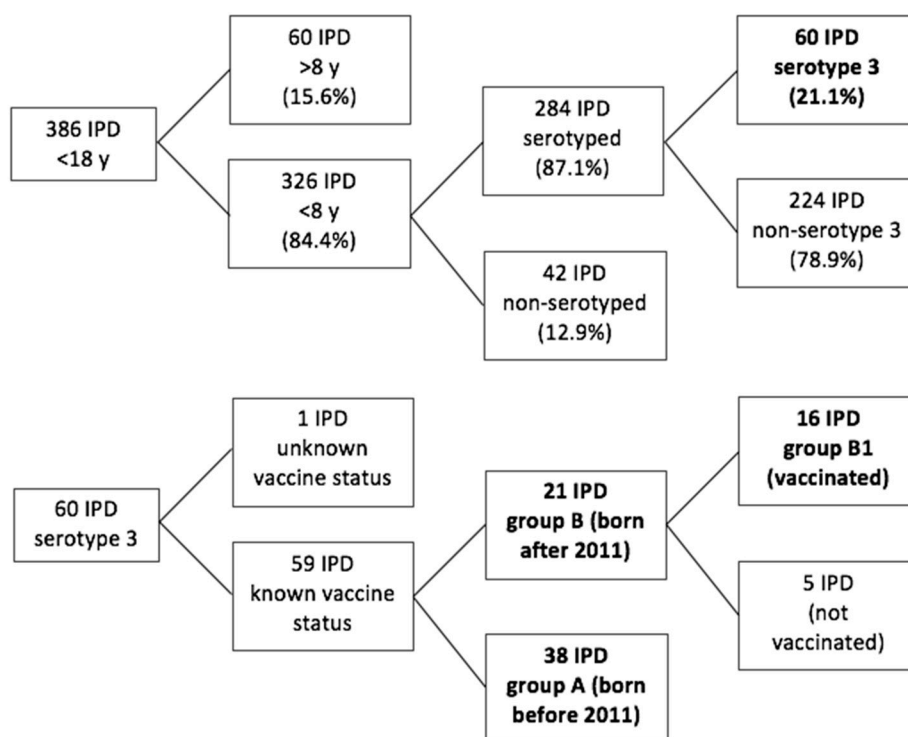 386 IPD
<18 y
60 IPD
>8 y
(15.6%)
326 IPD
<8 y
(84.4%)
284 IPD
serotyped
(87.1%)
42 IPD
non-serotyped
(12.9%)
60 IPD
serotype 3
(21.1%)
224 IPD
non-serotype 3
(78.9%)
60 IPD
serotype 3
1 IPD
unknown
vaccine status
59 IPD
known vaccine
status
21 IPD
group B (born
after 2011)
38 IPD
group A (born
before 2011)
16 IPD
group B1
(vaccinated)
5 IPD
(not
vaccinated)